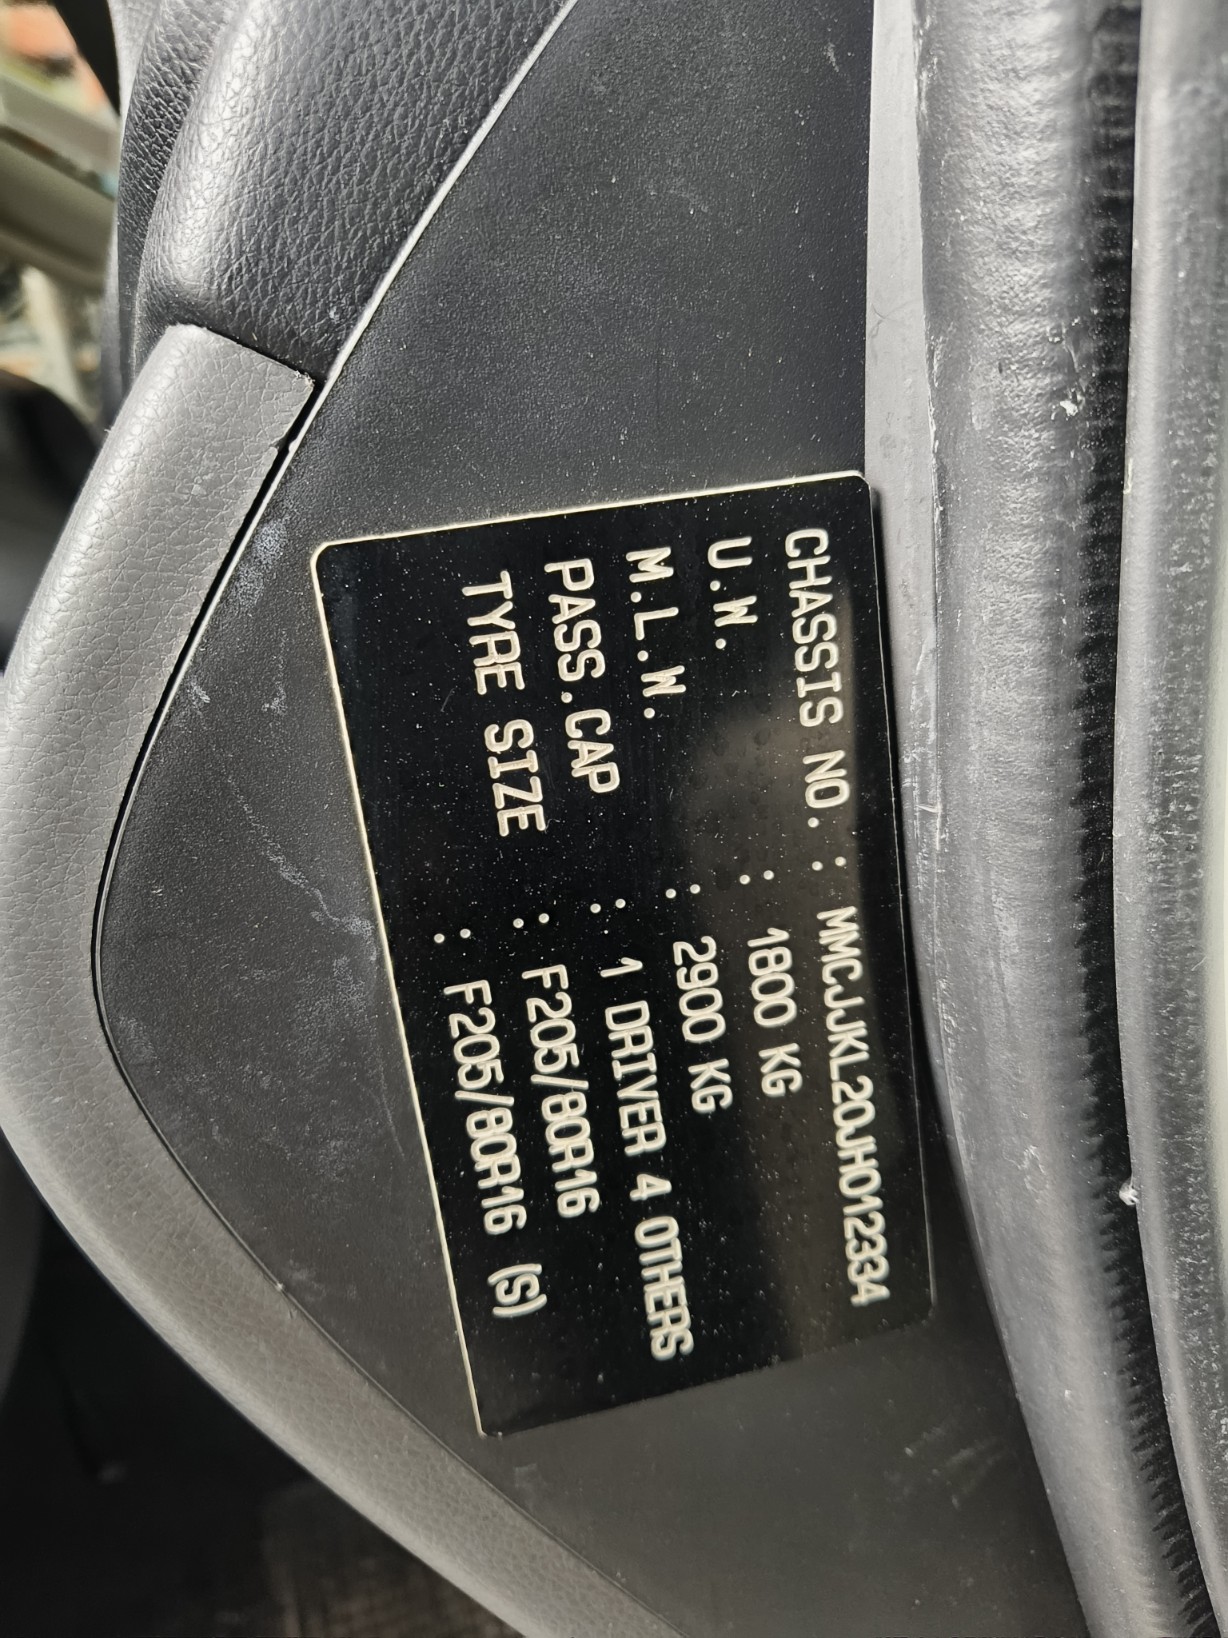 CHASSIS NO. : MMCJJKL20JH012334
U.W. : 1800 KG
M.L.W. : 2900 KG
PASS.CAP : 1 DRIVER 4 OTHERS
TYRE SIZE : F205/80R16
: F205/80R16 (S)